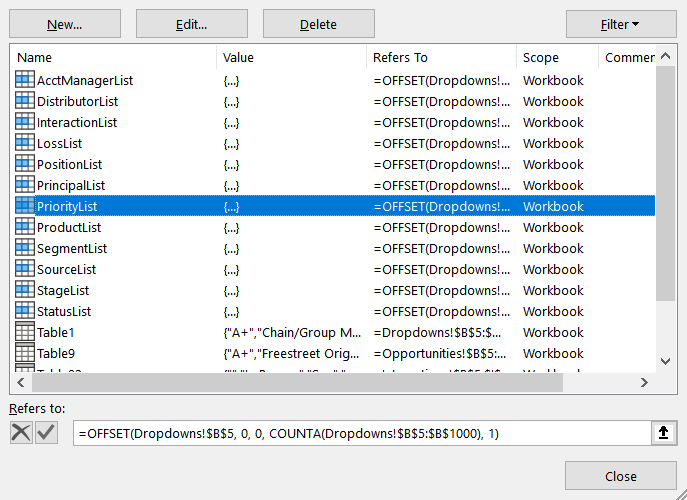 New... Edit... Delete Filter
Name Value Refers To Scope Commer
AcctManagerList {...} =OFFSET(Dropdowns!... Workbook
DistributorList {...} =OFFSET(Dropdowns!... Workbook
InteractionList {...} =OFFSET(Dropdowns!... Workbook
LossList {...} =OFFSET(Dropdowns!... Workbook
PositionList {...} =OFFSET(Dropdowns!... Workbook
PrincipalList {...} =OFFSET(Dropdowns!... Workbook
PriorityList {...} =OFFSET(Dropdowns!... Workbook
ProductList {...} =OFFSET(Dropdowns!... Workbook
SegmentList {...} =OFFSET(Dropdowns!... Workbook
SourceList {...} =OFFSET(Dropdowns!... Workbook
StageList {...} =OFFSET(Dropdowns!... Workbook
StatusList {...} =OFFSET(Dropdowns!... Workbook
Table1 {"A+","Chain/Group M... =Dropdowns!$B$5:$... Workbook
Table9 {"A+","Freestreet Orig... =Opportunities!$B$5:... Workbook
Refers to:
=OFFSET(Dropdowns!$B$5, 0, 0, COUNTA(Dropdowns!$B$5:$B$1000), 1)
Close